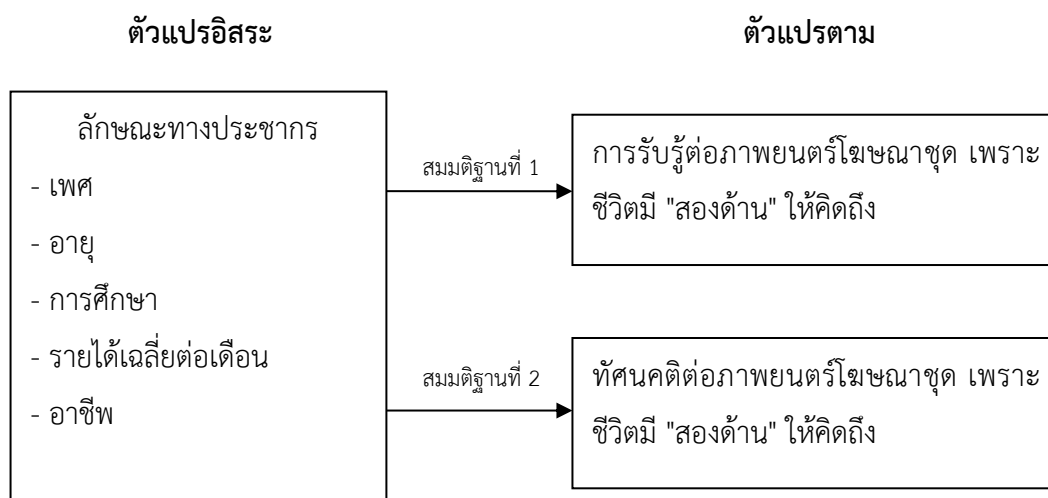 ตัวแปรอิสระ
ตัวแปรตาม
ลักษณะทางประชากร
- เพศ
- อายุ
- การศึกษา
- รายได้เฉลี่ยต่อเดือน
- อาชีพ
สมมติฐานที่ 1
การรับรู้ต่อภาพยนตร์โฆษณาชุด เพราะ
ชีวิตมี "สองด้าน" ให้คิดถึง
สมมติฐานที่ 2
ทัศนคติต่อภาพยนตร์โฆษณาชุด เพราะ
ชีวิตมี "สองด้าน" ให้คิดถึง